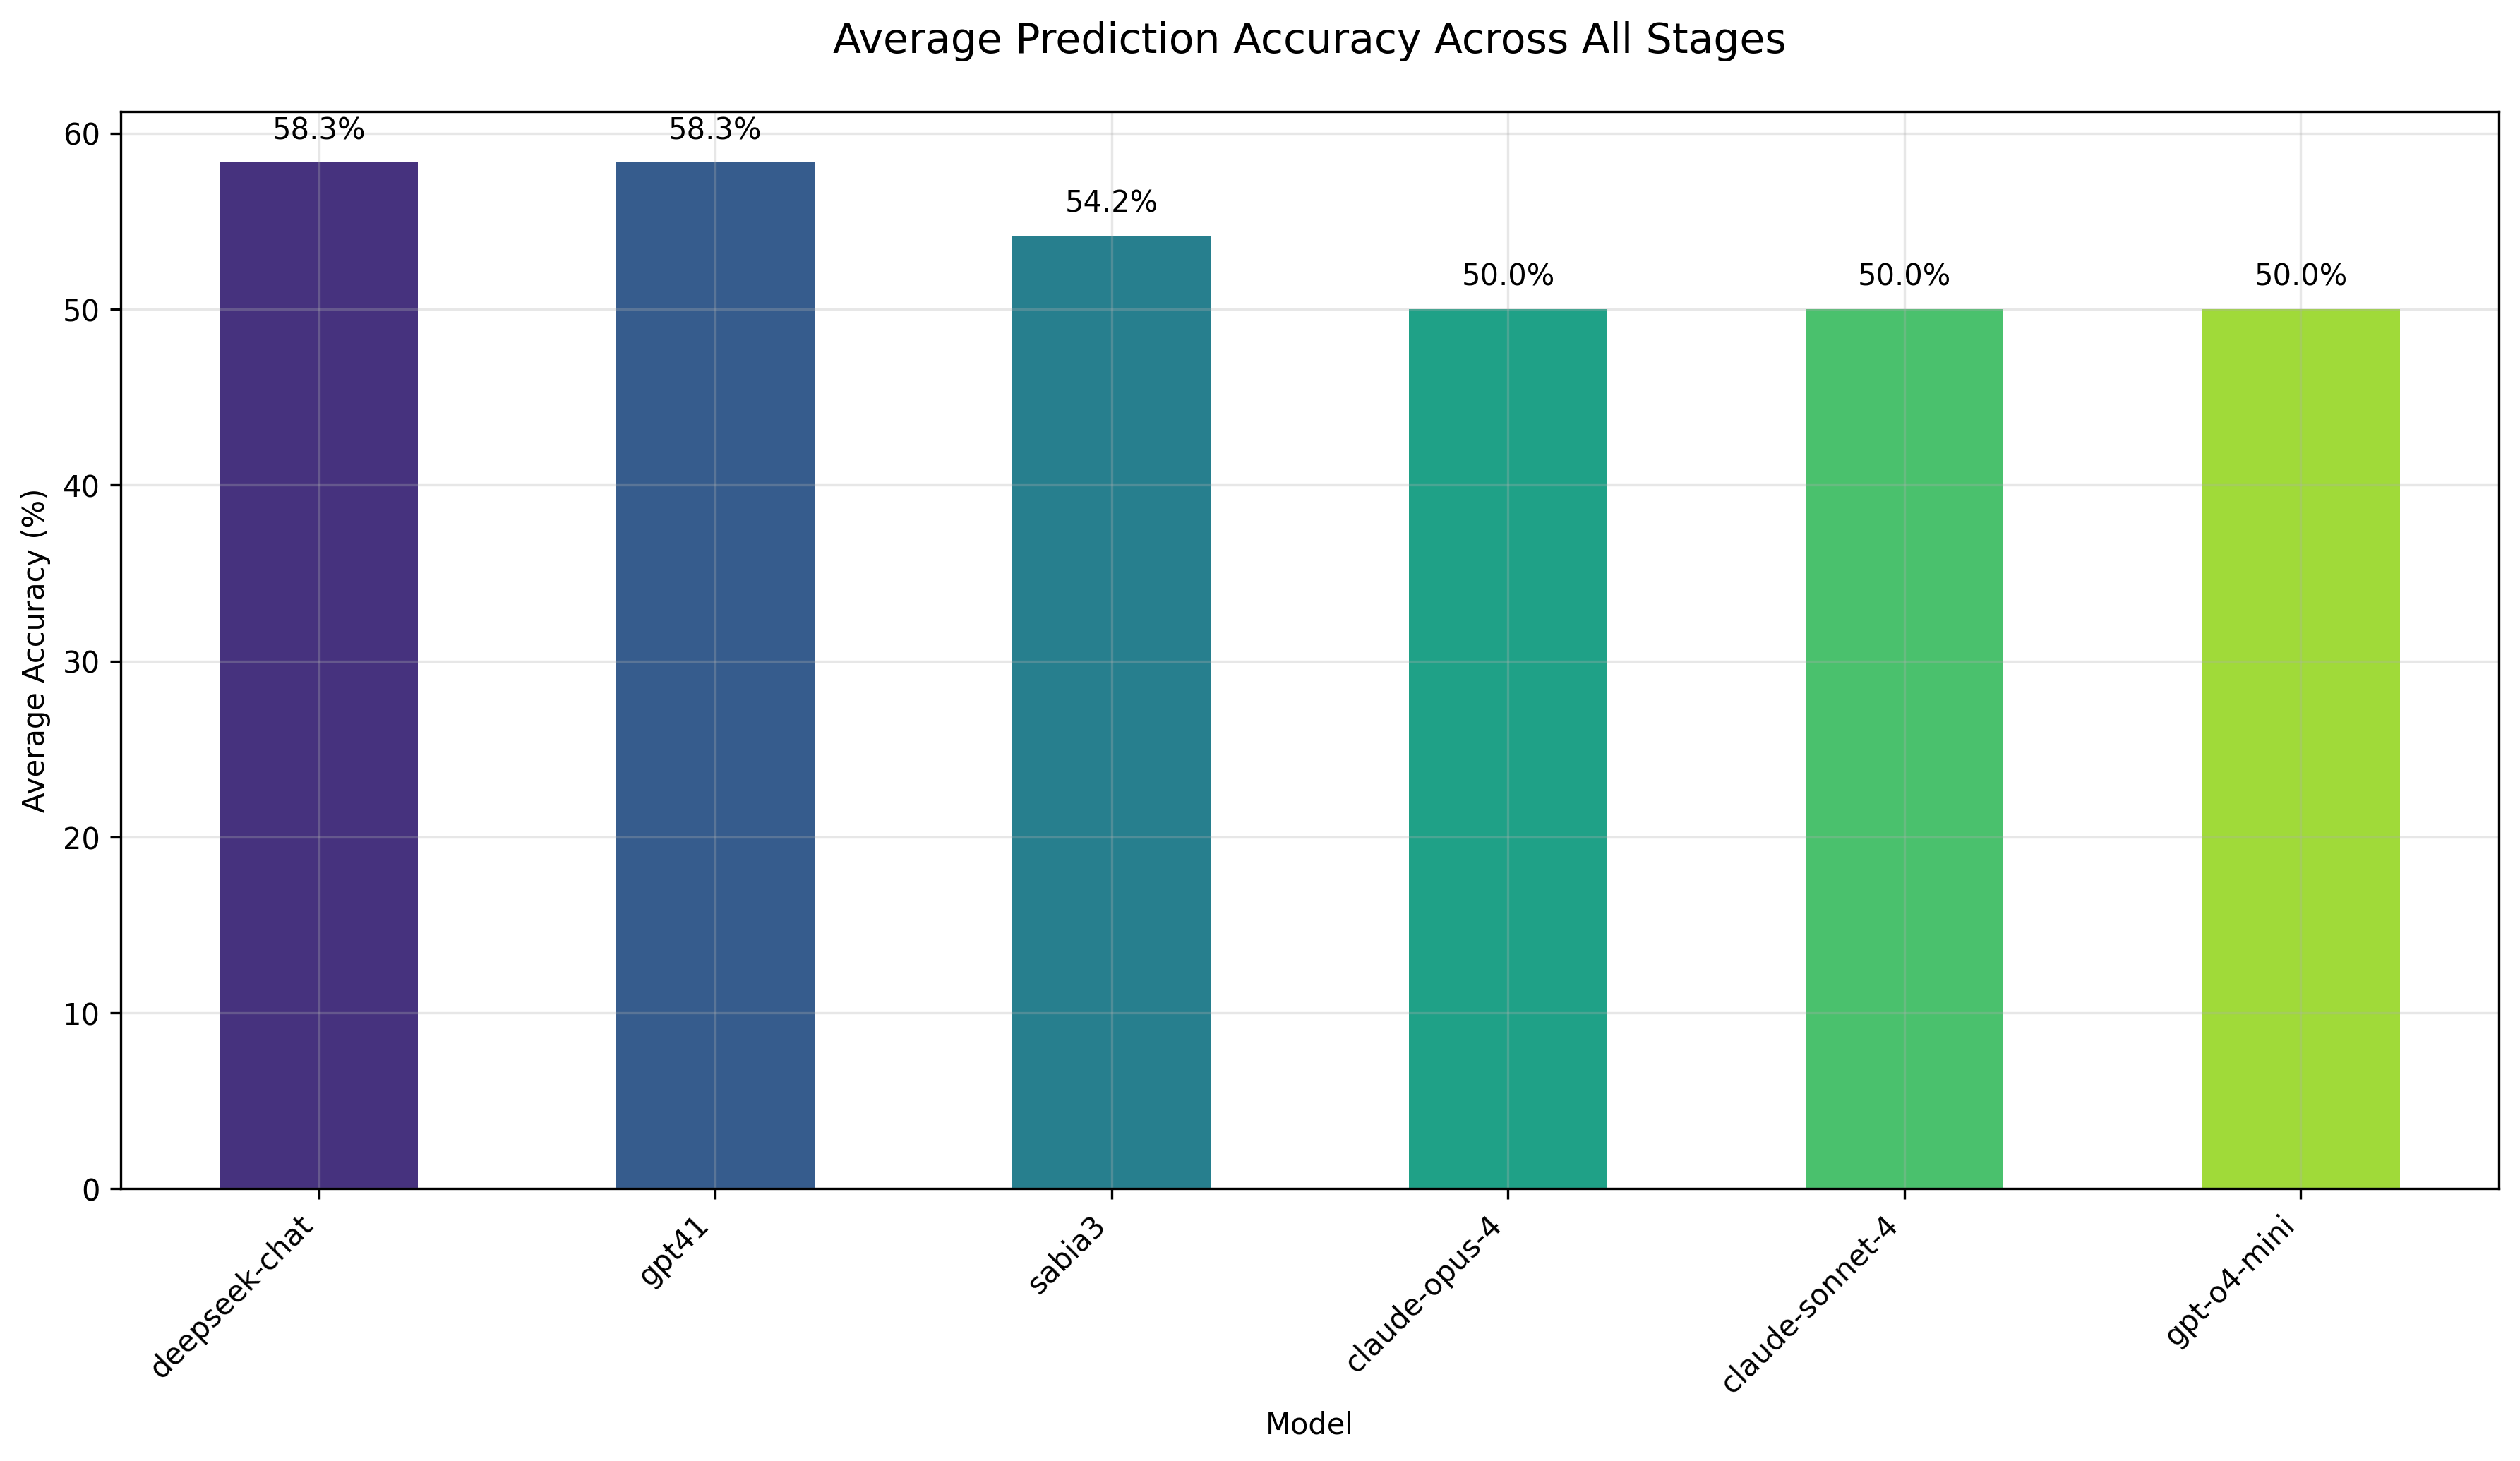 Average Prediction Accuracy Across All Stages
Average Accuracy (%)
60
50
40
30
20
10
0
58.3%
58.3%
54.2%
50.0%
50.0%
50.0%
deepseek-chat
gpt41
sabia3
claude-opus-4
claude-sonnet-4
gpt-o4-mini
Model